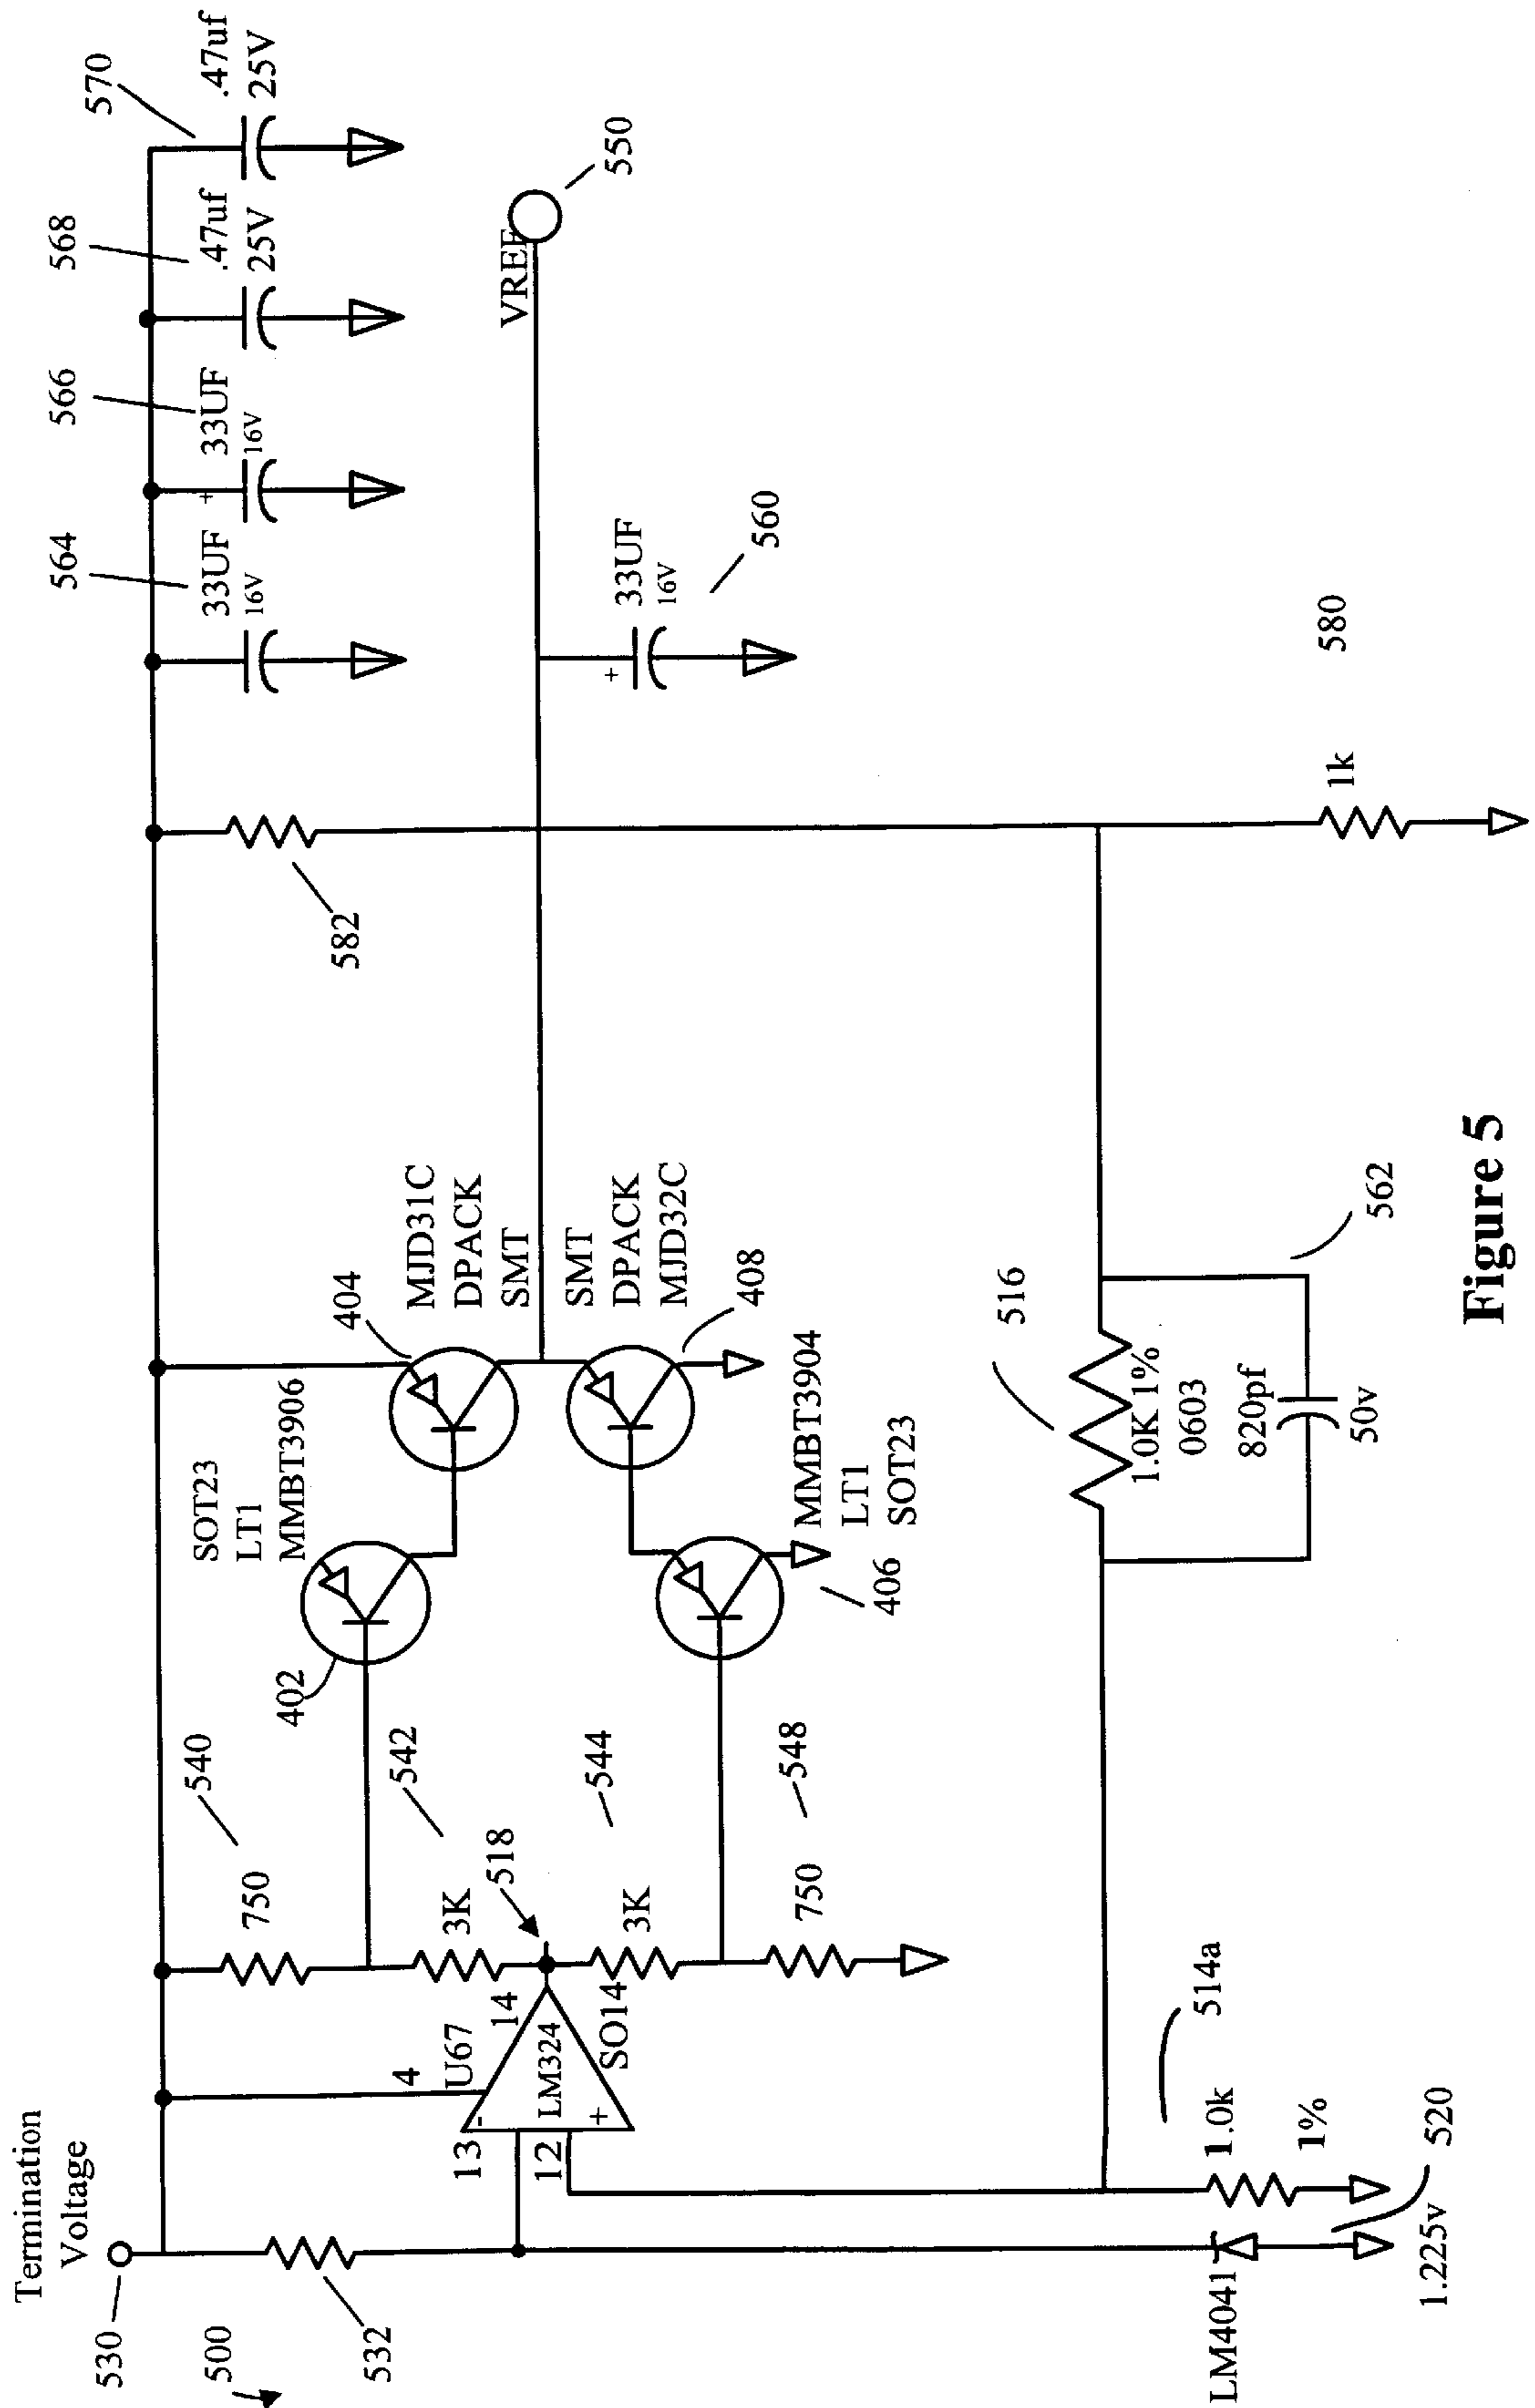 Termination
Voltage
530
500
532
4
U67
13
-
LM324
12
+
14
SO14
518
750
540
3K
542
3K
544
750
548
402
SOT23
LT1
MMBT3906
404
MJD31C
DPACK
SMT
SMT
DPACK
MJD32C
408
MMBT3904
LT1
SOT23
406
582
564
33UF
16V
566
33UF
16V
+
568
.47uf
25V
570
.47uf
25V
VREF
550
+
33UF
16V
560
580
1k
516
1.0K 1%
0603
820pf
50v
562
514a
1.0k
1%
520
LM4041
1.225v
Figure 5